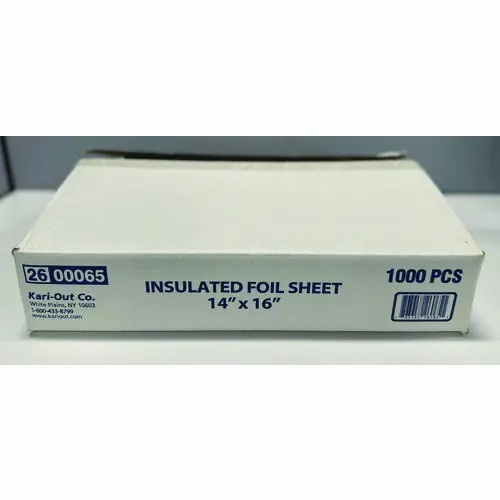 26 00065
Kari-Out Co.
White Plains, NY 10603
1-800-433-8799
www.kariout.com
INSULATED FOIL SHEET
14" x 16"
1000 PCS